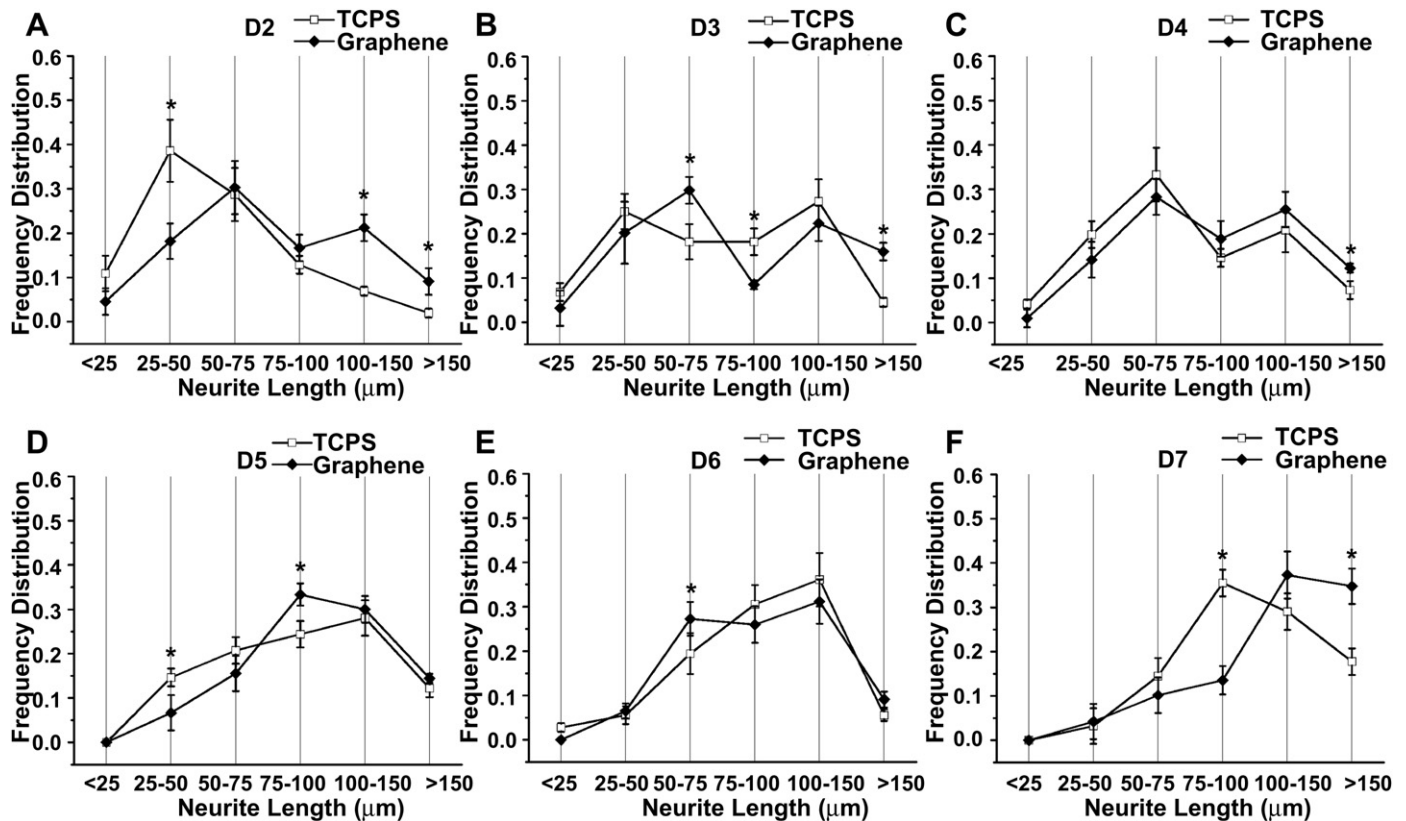 A D2 TCPS
Graphene
Frequency Distribution
0.6
0.5
0.4
0.3
0.2
0.1
0.0
*
*
*
<25 25-50 50-75 75-100 100-150 >150
Neurite Length (μm)
B D3 TCPS
Graphene
Frequency Distribution
0.6
0.5
0.4
0.3
0.2
0.1
0.0
*
*
*
<25 25-50 50-75 75-100 100-150 >150
Neurite Length (μm)
C D4 TCPS
Graphene
Frequency Distribution
0.6
0.5
0.4
0.3
0.2
0.1
0.0
*
<25 25-50 50-75 75-100 100-150 >150
Neurite Length (μm)
D D5 TCPS
Graphene
Frequency Distribution
0.6
0.5
0.4
0.3
0.2
0.1
0.0
*
*
<25 25-50 50-75 75-100 100-150 >150
Neurite Length (μm)
E D6 TCPS
Graphene
Frequency Distribution
0.6
0.5
0.4
0.3
0.2
0.1
0.0
*
<25 25-50 50-75 75-100 100-150 >150
Neurite Length (μm)
F D7 TCPS
Graphene
Frequency Distribution
0.6
0.5
0.4
0.3
0.2
0.1
0.0
*
*
<25 25-50 50-75 75-100 100-150 >150
Neurite Length (μm)